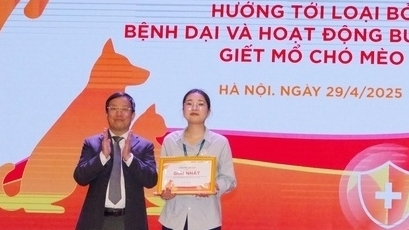 HƯỚNG TỚI LOẠI BỎ
BỆNH DẠI VÀ HOẠT ĐỘNG BU
GIẾT MỔ CHÓ MÈO
HÀ NỘI. NGÀY 29/4/2025
GIẢI NHẤT